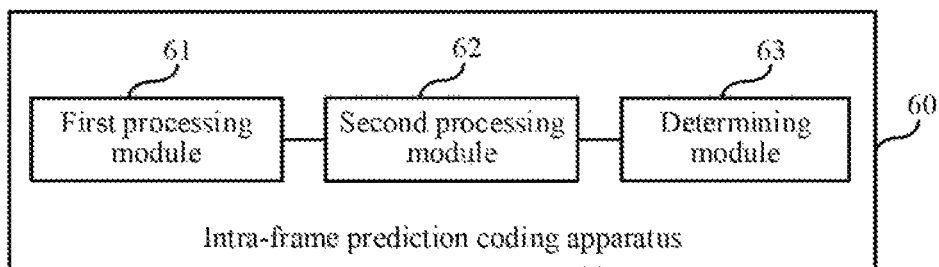 61
62
63
First processing
module
Second processing
module
Determining
module
60
Intra-frame prediction coding apparatus